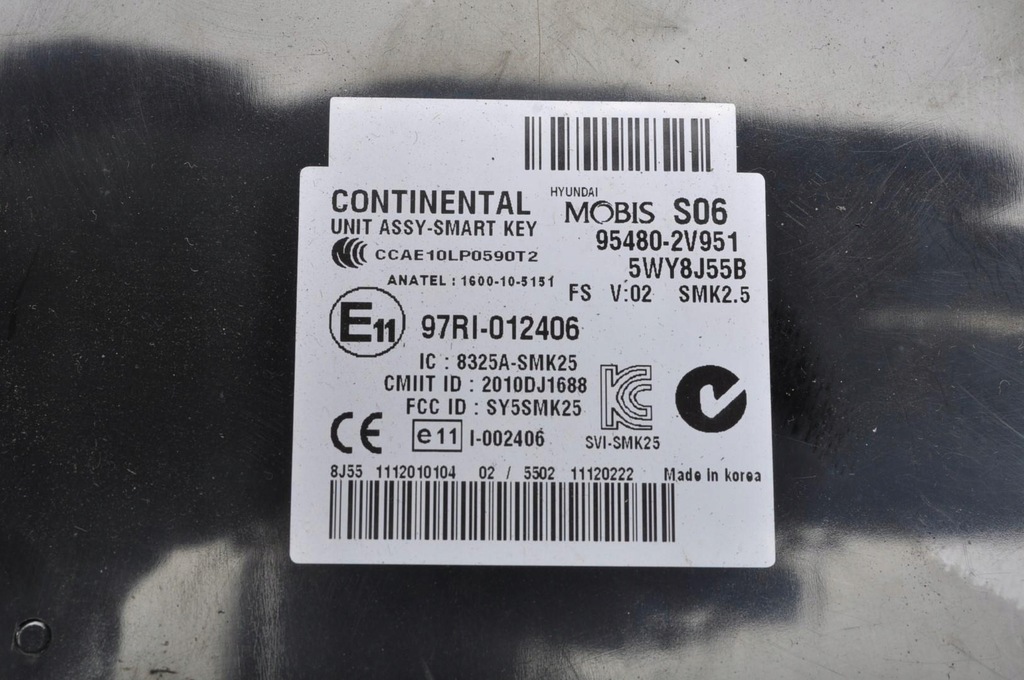 CONTINENTAL
HYUNDAI
MOBIS S06
UNIT ASSY-SMART KEY
95480-2V951
CCAE10LP0590T2
5WY8J55B
ANATEL : 1600-10-5151
FS V:02 SMK2.5
E11 97RI-012406
IC : 8325A-SMK25
CMIIT ID : 2010DJ1688
FCC ID : SY5SMK25
CE e11 I-002406
KC
SVI-SMK25
8J55 1112010104 02 / 5502 11120222 Made in korea